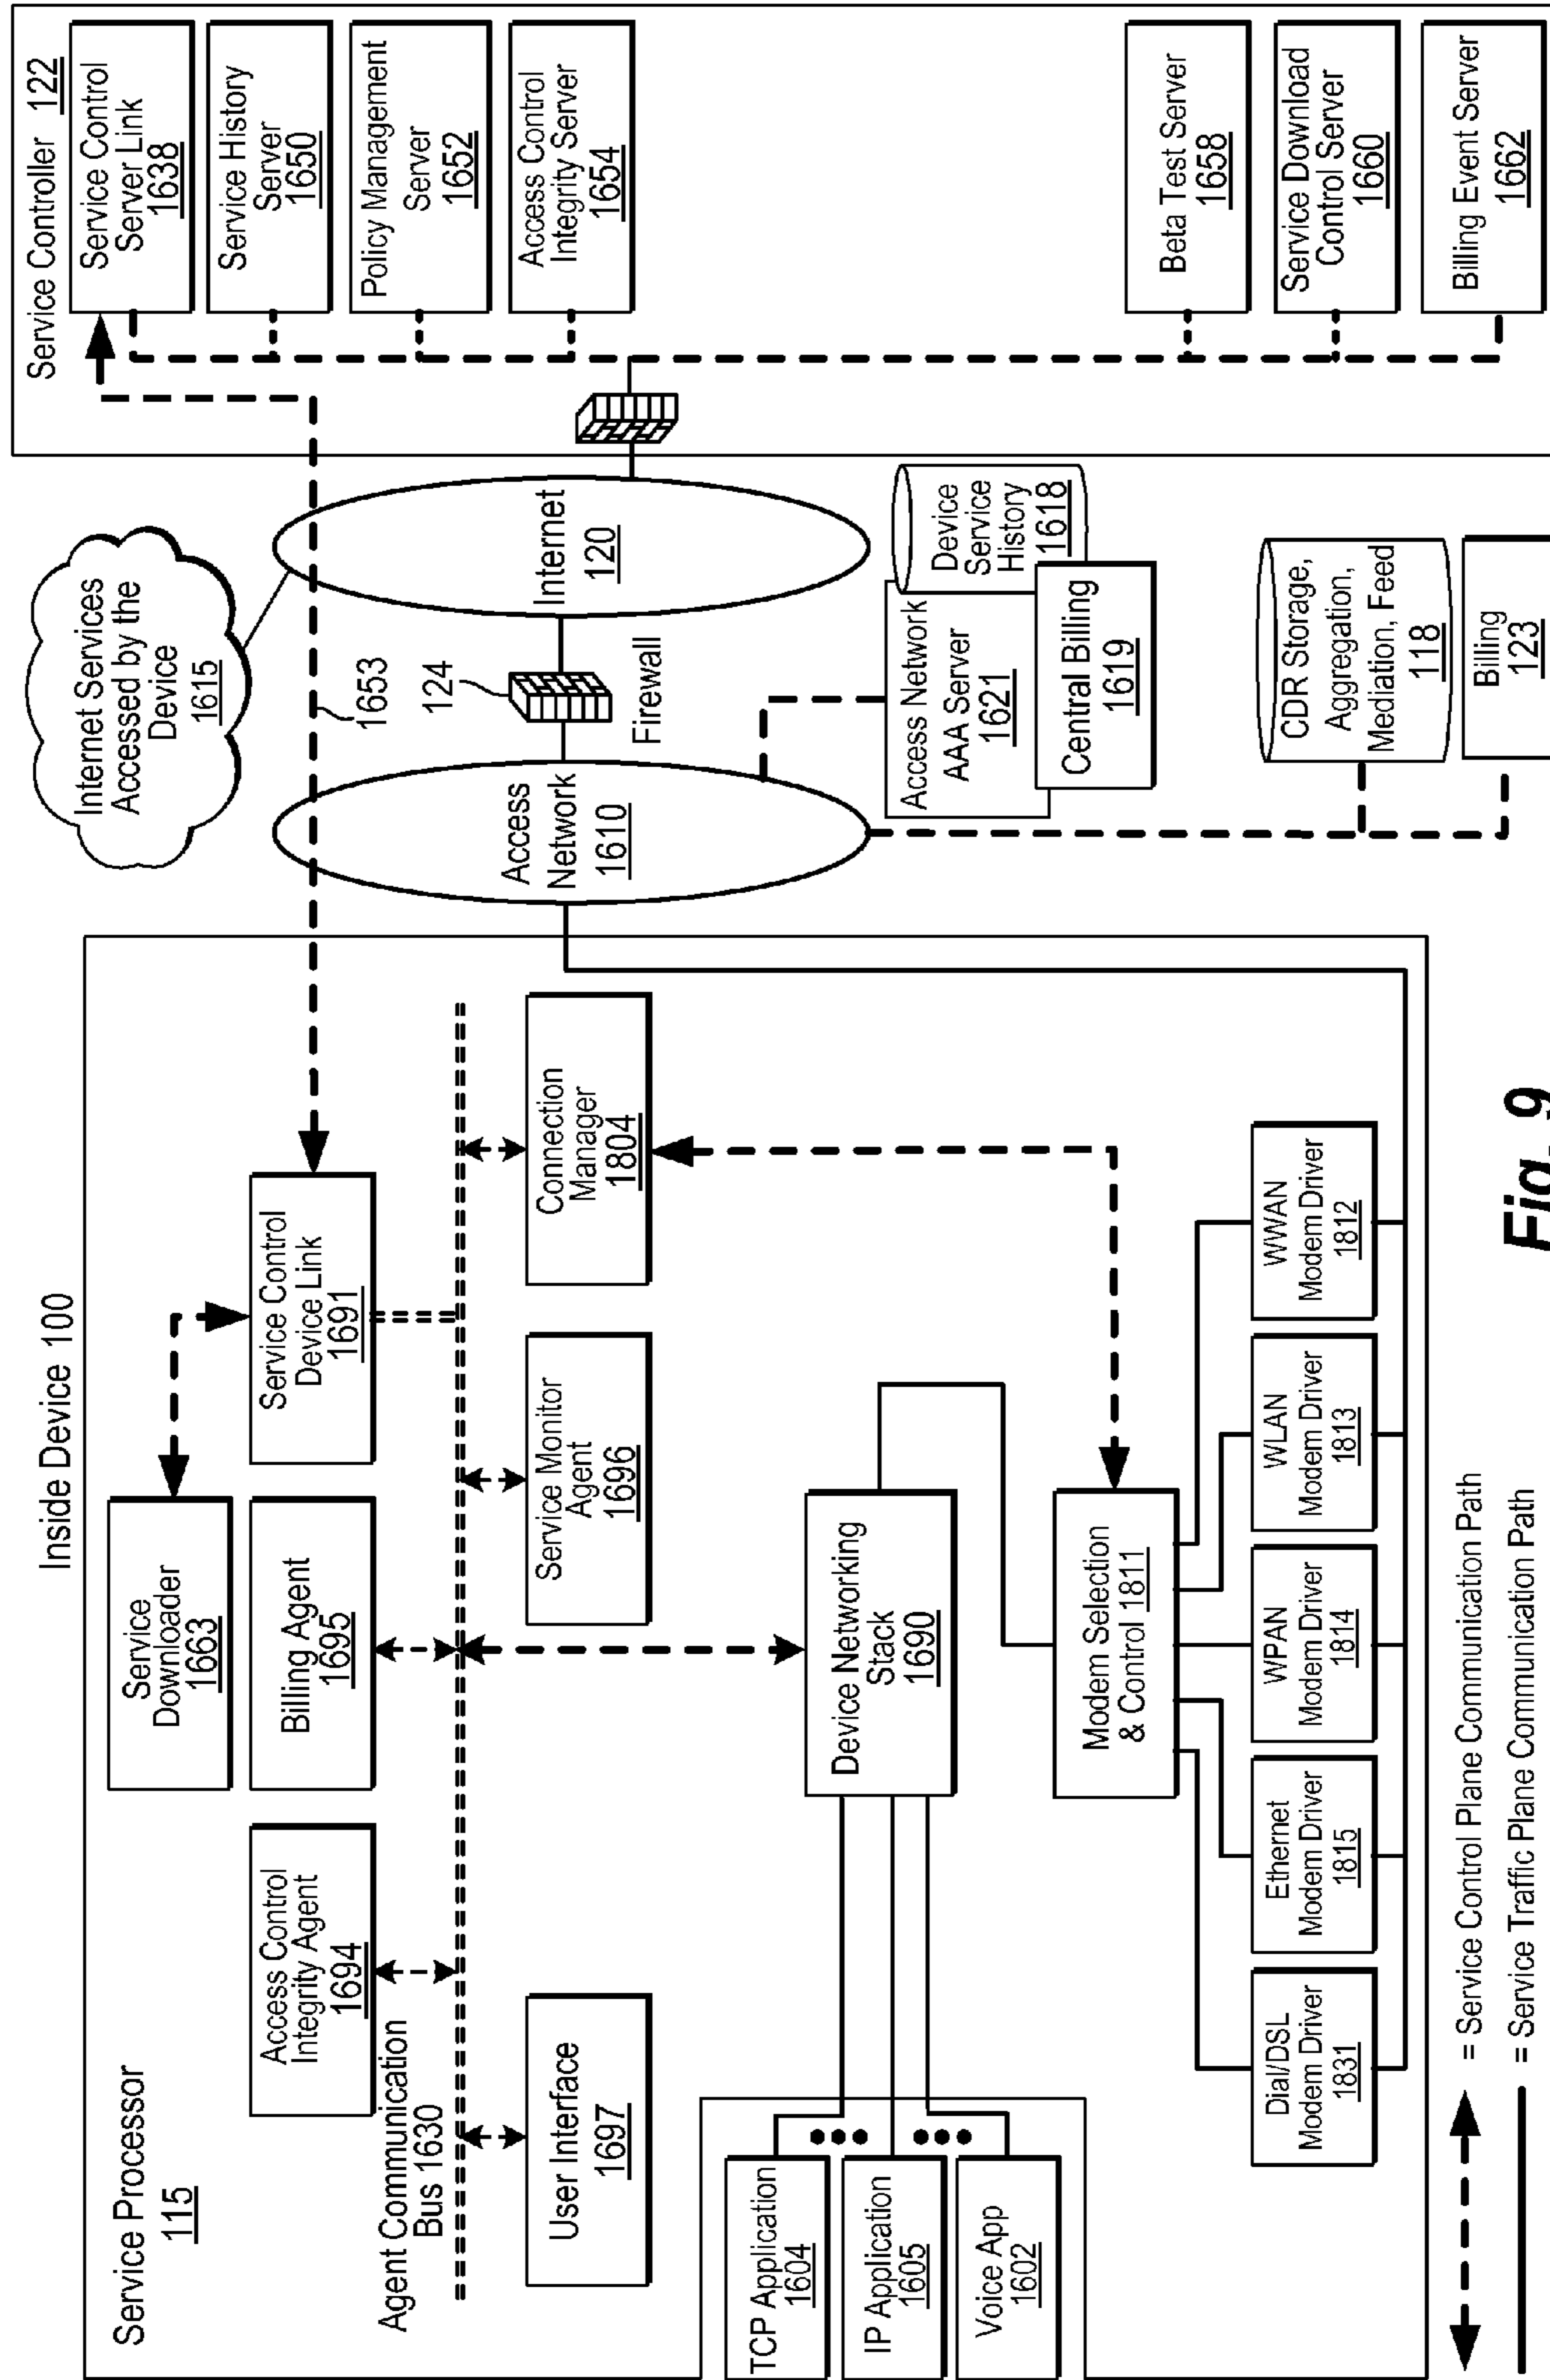 Inside Device 100
Service Processor
115
Service
Downloader
1663
Access Control
Integrity Agent
1694
Billing Agent
1695
Service Control
Device Link
1691
Agent Communication
Bus 1630
User Interface
1697
Service Monitor
Agent
1696
Connection
Manager
1804
TCP Application
1604
IP Application
1605
Voice App
1602
Device Networking
Stack
1690
Modem Selection
& Control 1811
Dial/DSL
Modem Driver
1831
Ethernet
Modem Driver
1815
WPAN
Modem Driver
1814
WLAN
Modem Driver
1813
WWAN
Modem Driver
1812
Internet Services
Accessed by the
Device
1615
1653
124
Firewall
Access
Network
1610
Internet
120
Access Network
AAA Server
1621
Device
Service
History
1618
Central Billing
1619
CDR Storage,
Aggregation,
Mediation, Feed
118
Billing
123
Service Controller 122
Service Control
Server Link
1638
Service History
Server
1650
Policy Management
Server
1652
Access Control
Integrity Server
1654
Beta Test Server
1658
Service Download
Control Server
1660
Billing Event Server
1662
= Service Control Plane Communication Path
= Service Traffic Plane Communication Path
Fig. 9